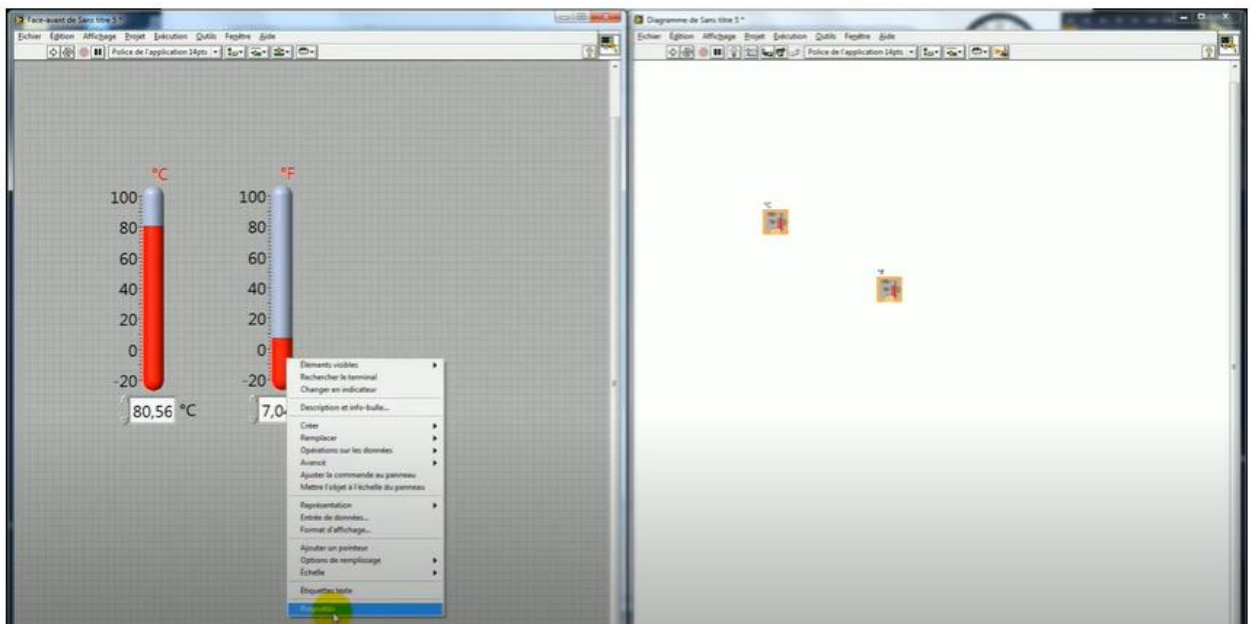 Face-avant de Sans titre 5 *
Fichier Édition Affichage Projet Exécution Outils Fenêtre Aide
Police de l'application 14pts
°C
100
80
60
40
20
0
-20
80,56 °C
°F
100
80
60
40
20
0
-20
7,04
Éléments visibles
Rechercher le terminal
Changer en indicateur
Description et info-bulle...
Créer
Remplacer
Opérations sur les données
Avancé
Ajuster la commande au panneau
Mettre l'objet à l'échelle du panneau
Représentation
Entrée de données...
Format d'affichage...
Ajouter un pointeur
Options de remplissage
Échelle
Étiquettes texte
Propriétés
Diagramme de Sans titre 5 *
Fichier Édition Affichage Projet Exécution Outils Fenêtre Aide
Police de l'application 14pts
°C
°F